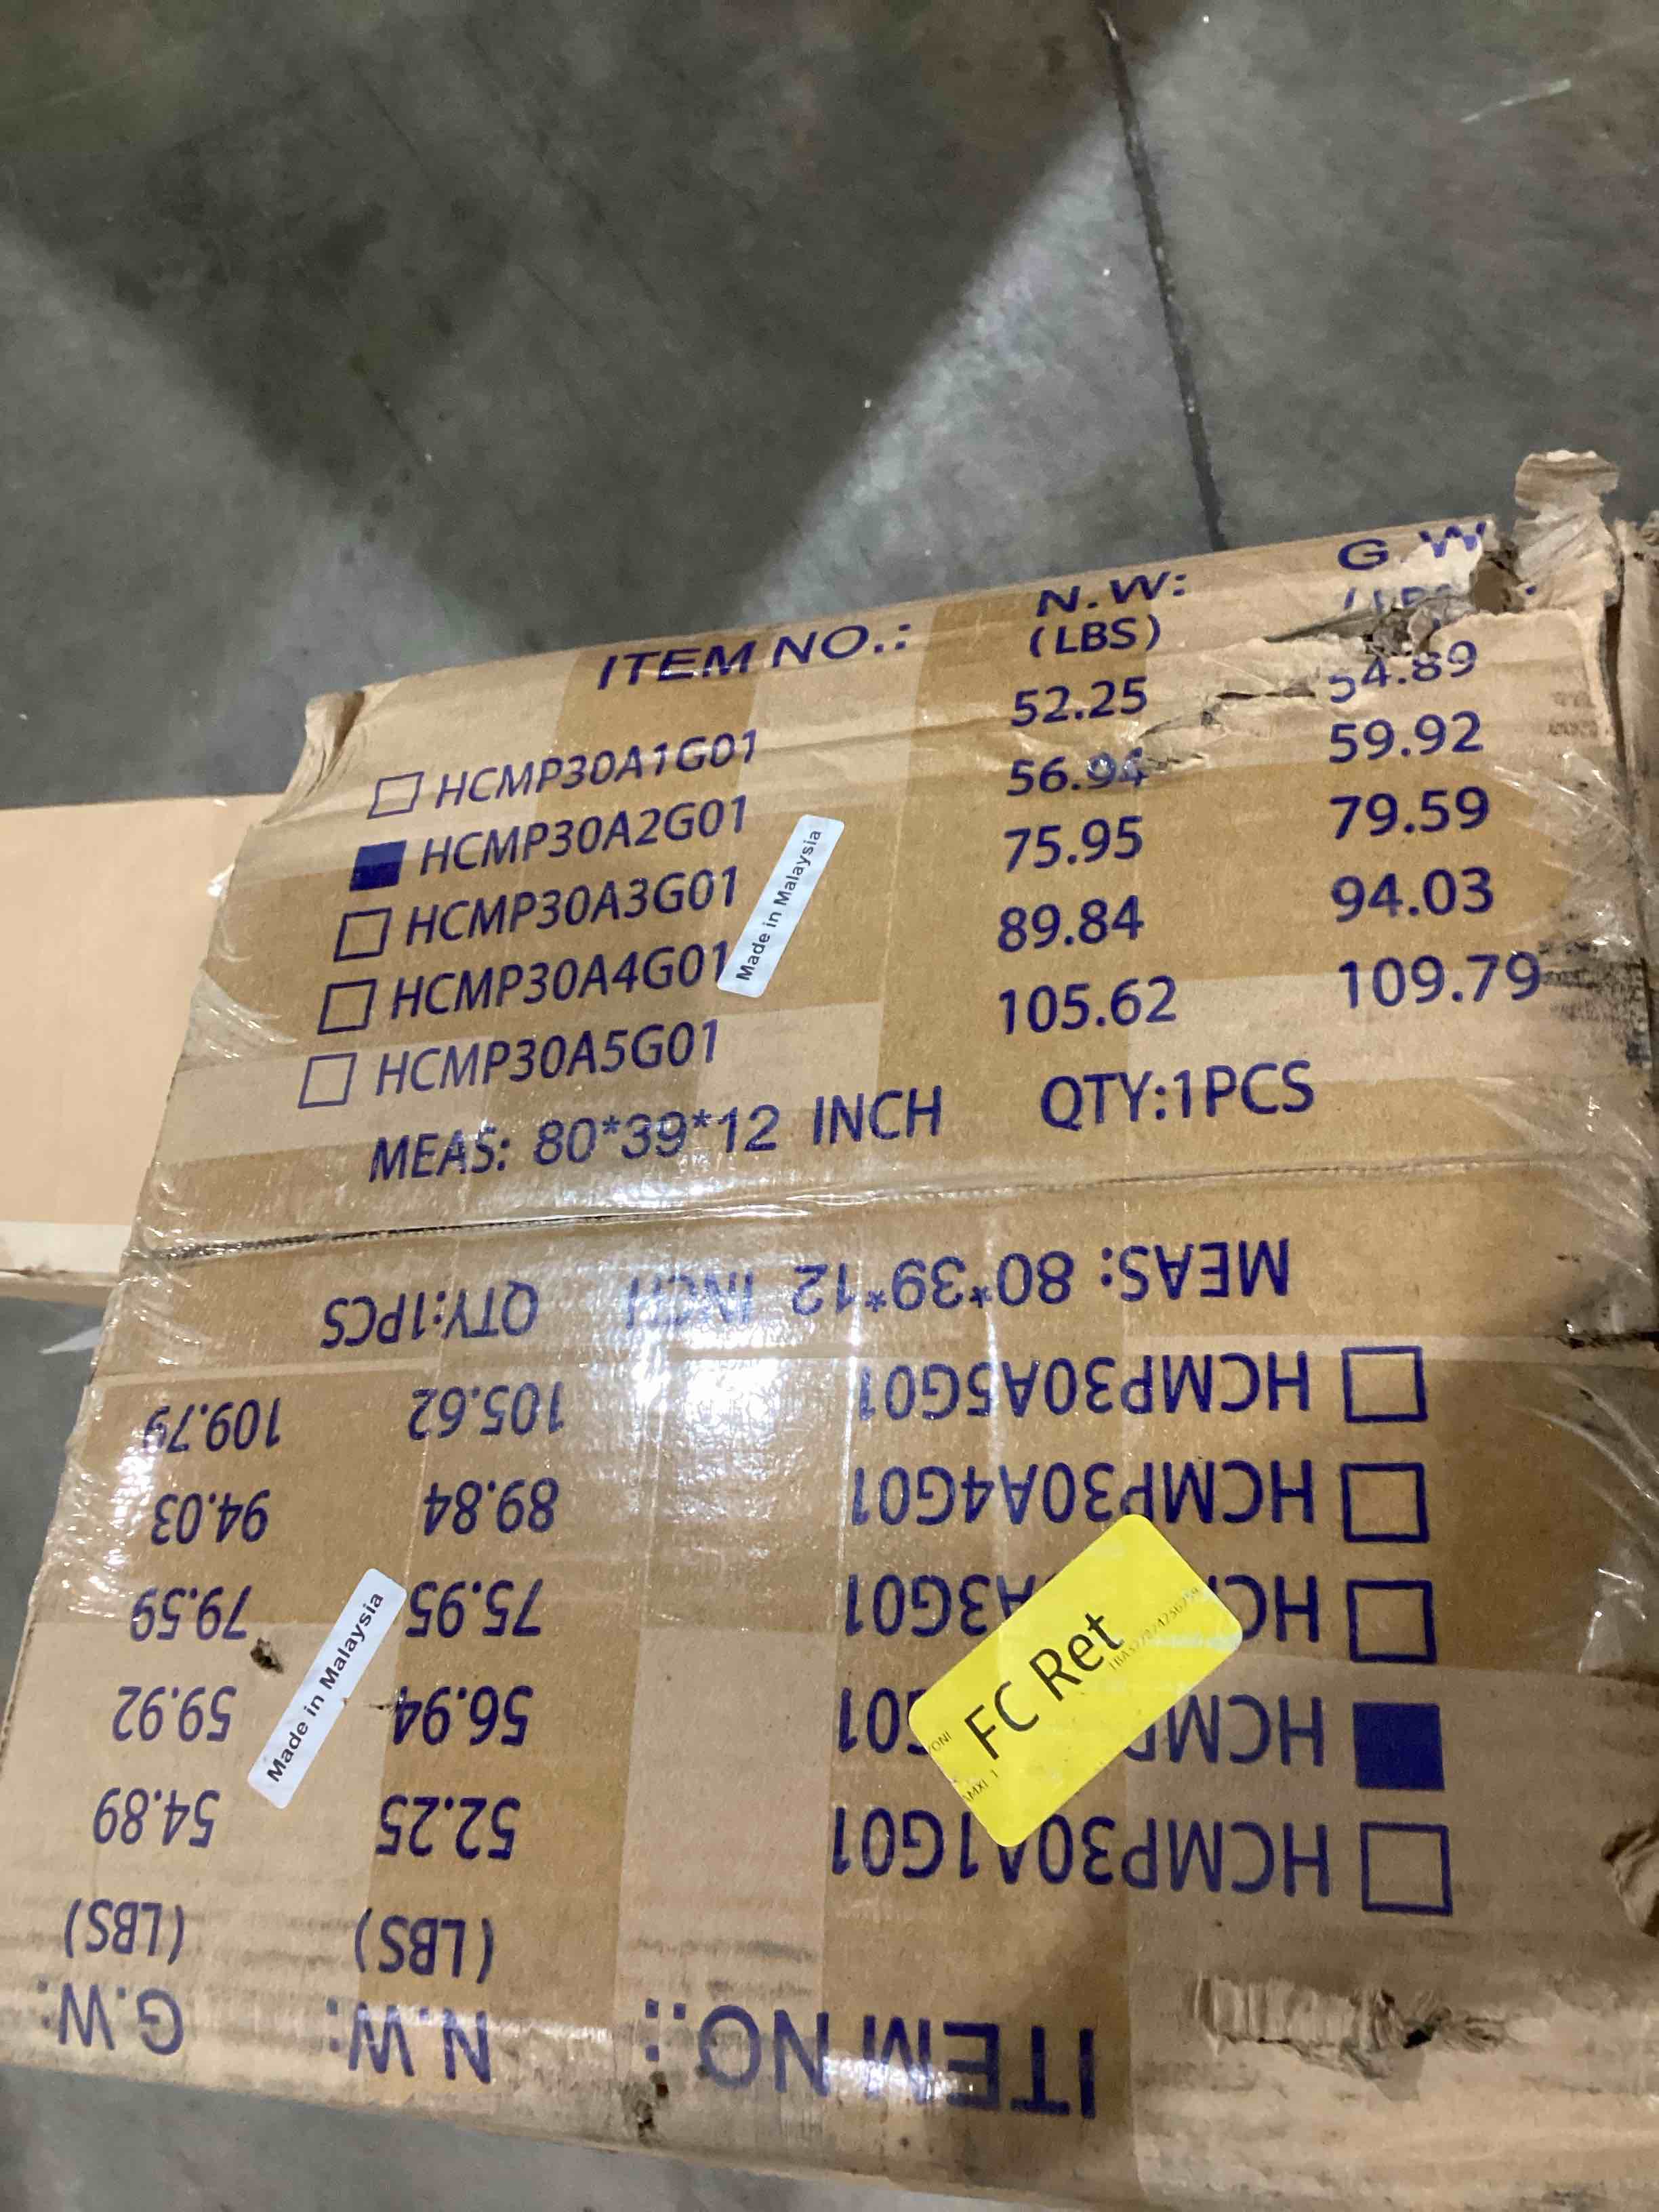 ITEM NO.: N.W: G.W
(LBS)
HCMP30A1G01 52.25 54.89
HCMP30A2G01 56.94 59.92
HCMP30A3G01 75.95 79.59
HCMP30A4G01 89.84 94.03
HCMP30A5G01 105.62 109.79
Made in Malaysia
MEAS: 80*39*12 INCH QTY:1PCS
ITEM NO.: N.W: G.W:
(LBS) (LBS)
HCMP30A1G01 52.25 54.89
HCM G01 56.94 59.92
HC A3G01 75.95 79.59
HCMP30A4G01 89.84 94.03
HCMP30A5G01 105.62 109.79
MEAS: 80*39*12 INCH QTY:1PCS
Made in Malaysia
FC Ret